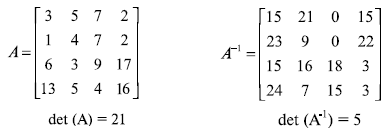 A = [ 3 5 7 2   A⁻¹ = [ 15 21 0 15
1 4 7 2   23 9 0 22
6 3 9 17   15 16 18 3
13 5 4 16 ]   24 7 15 3 ]
det (A) = 21   det (A⁻¹) = 5